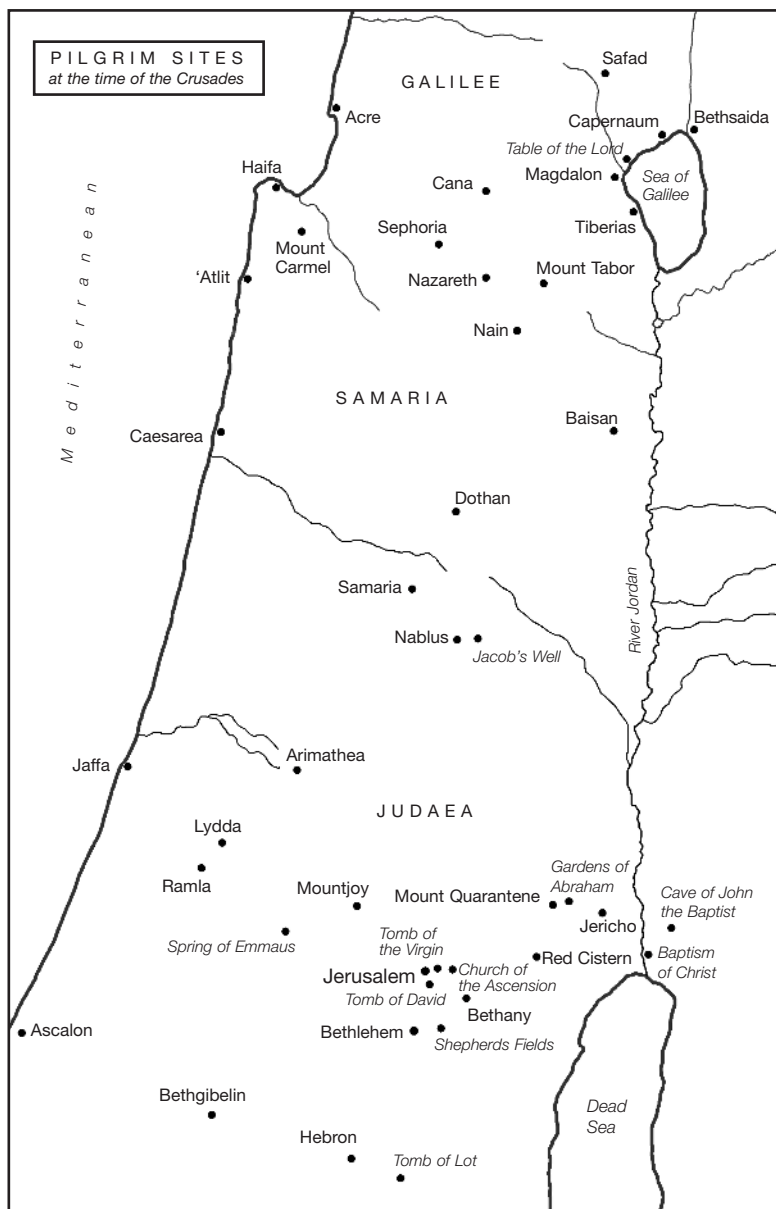 PILGRIM SITES
at the time of the Crusades
Safad
GALILEE
Acre
Capernaum
Bethsaida
Table of the Lord
Haifa
Magdalon
Sea of
Galilee
Cana
Tiberias
Sephoria
Mount
Carmel
Mount Tabor
'Atlit
Nazareth
Nain
Mediterranean
SAMARIA
Baisan
Caesarea
Dothan
Samaria
River Jordan
Nablus
Jacob's Well
Arimathea
Jaffa
JUDAEA
Lydda
Ramla
Gardens of
Abraham
Mountjoy
Mount Quarantene
Cave of John
the Baptist
Jericho
Spring of Emmaus
Tomb of
the Virgin
Red Cistern
Baptism
of Christ
Jerusalem
Church of
the Ascension
Tomb of David
Bethany
Ascalon
Bethlehem
Shepherds Fields
Bethgibelin
Dead
Sea
Hebron
Tomb of Lot